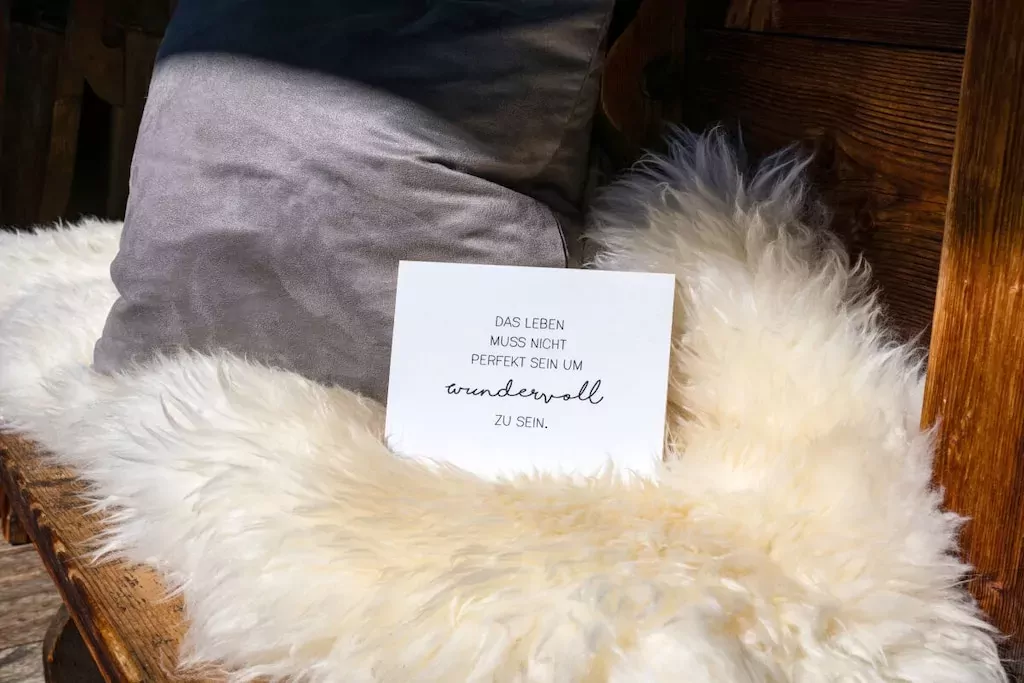 DAS LEBEN
MUSS NICHT
PERFEKT SEIN UM
wundervoll
ZU SEIN.